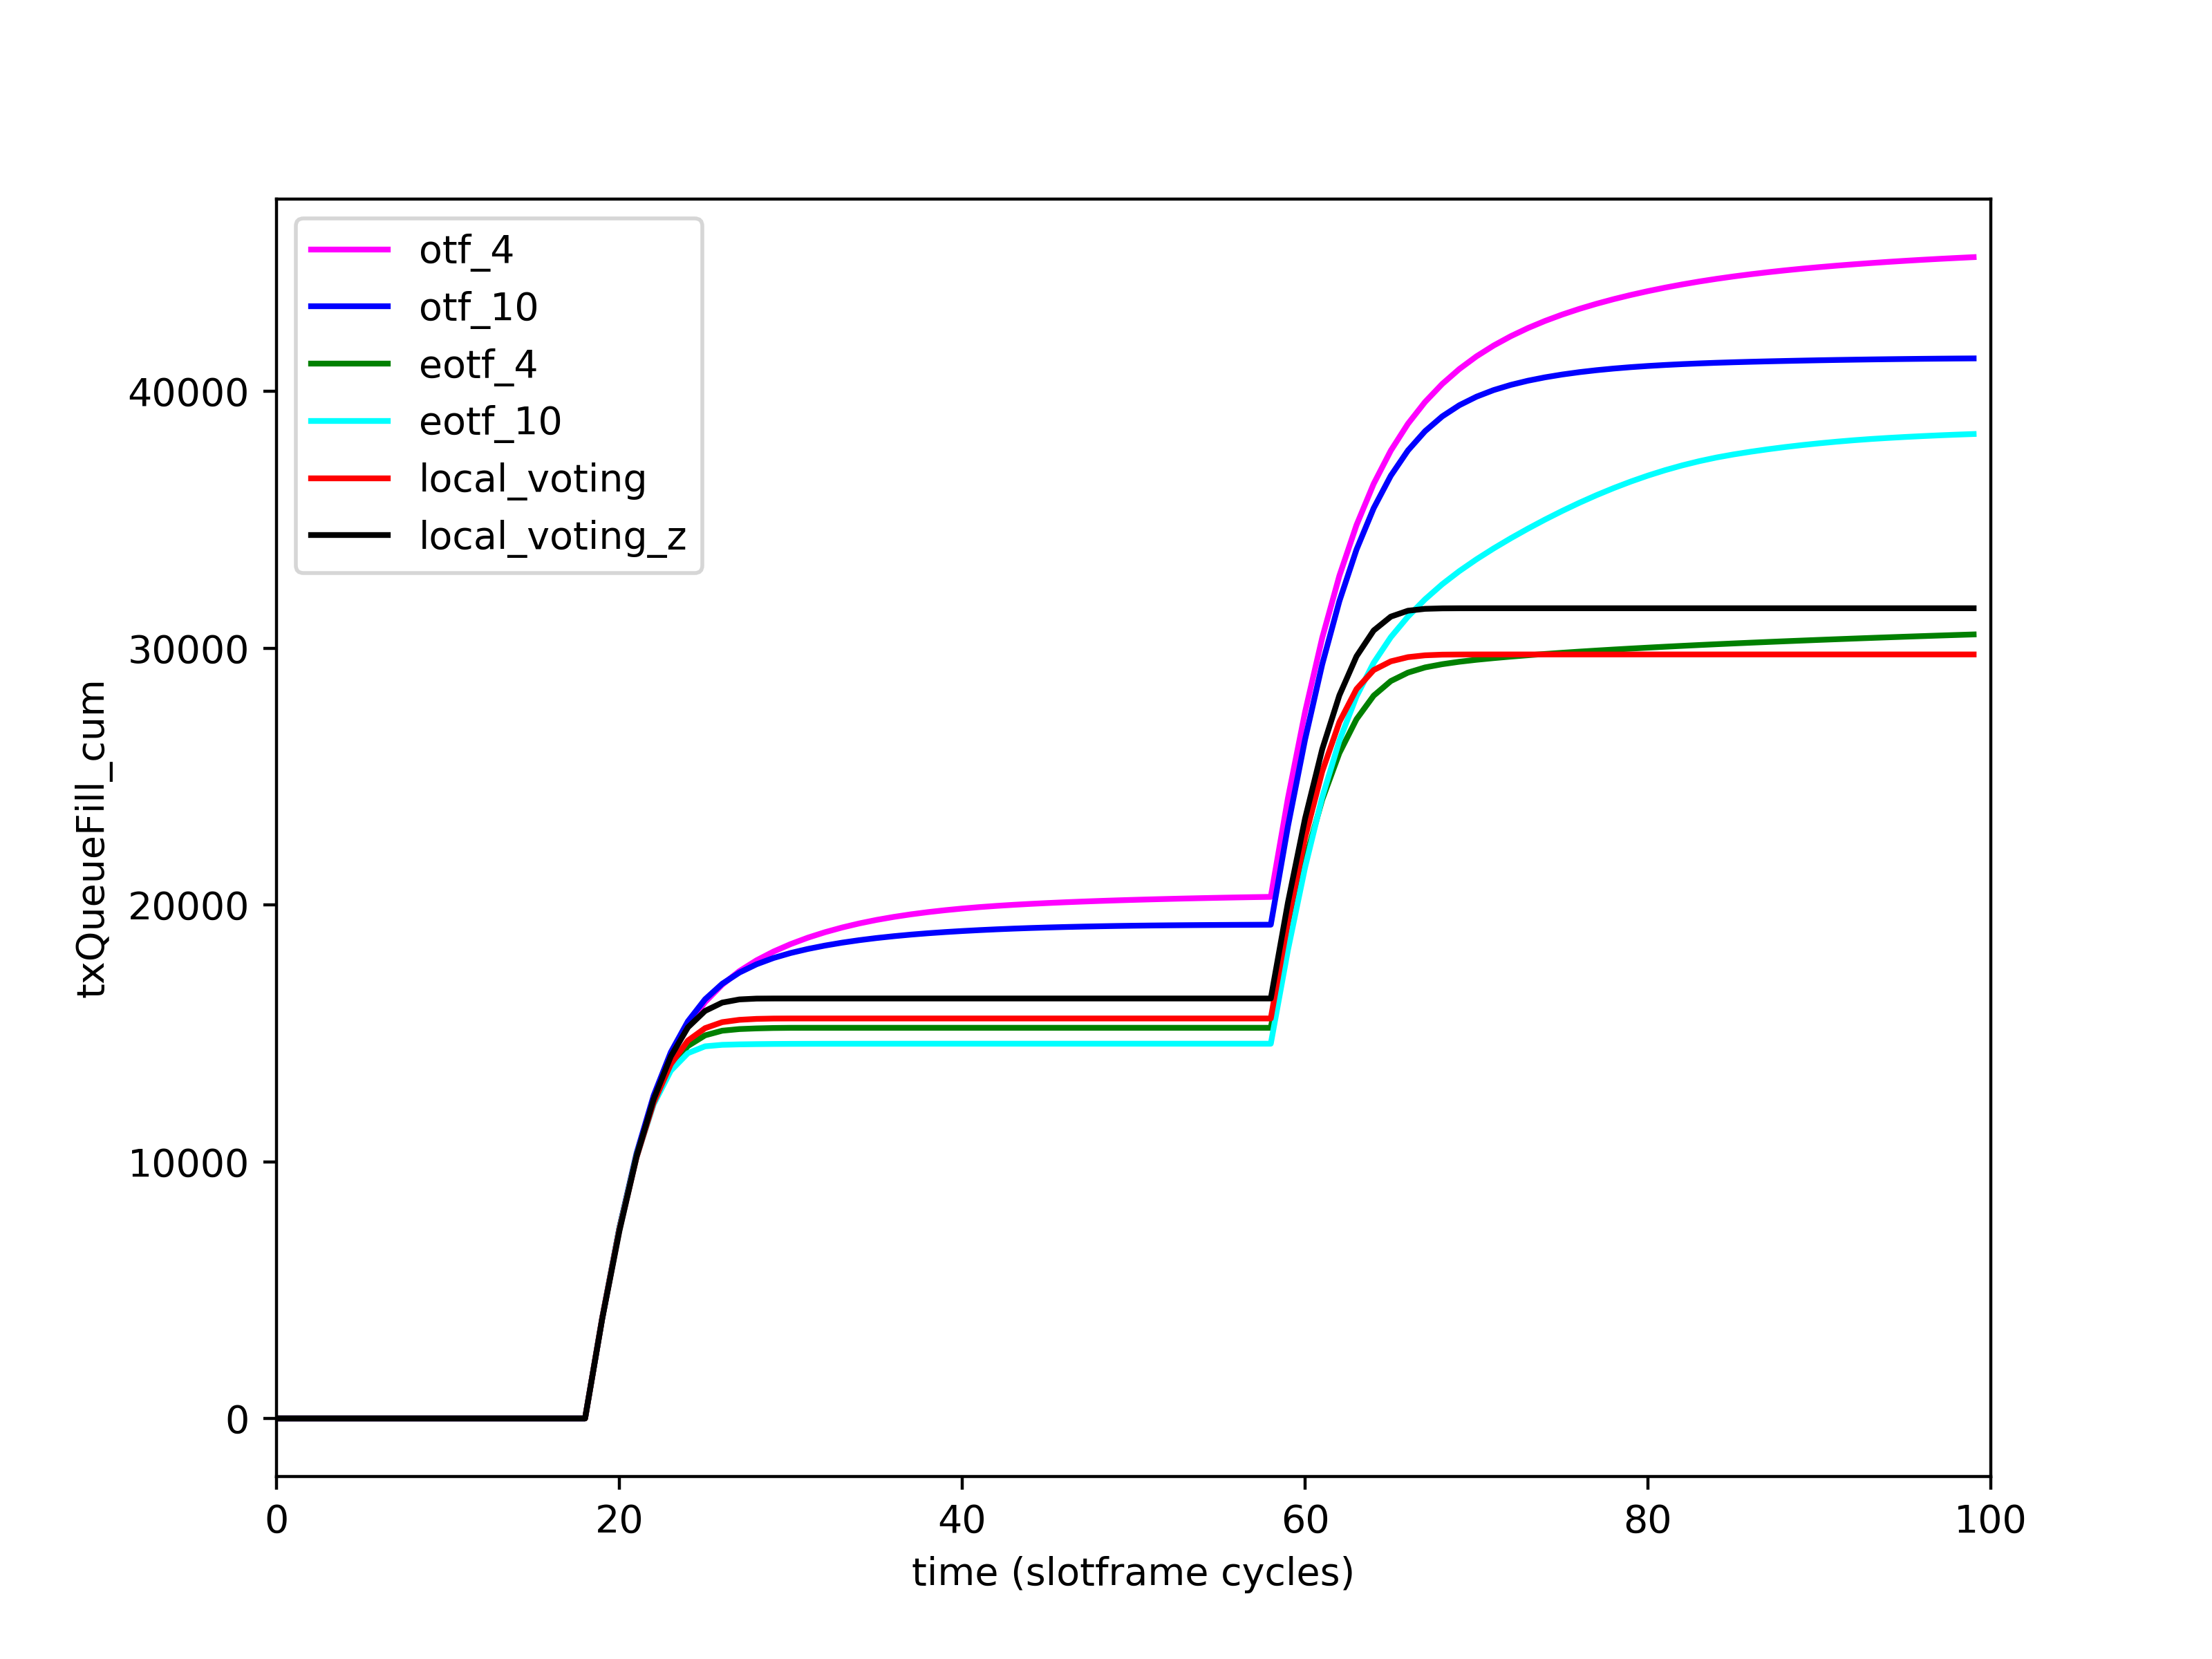 otf_4
otf_10
eotf_4
eotf_10
local_voting
local_voting_z
txQueueFill_cum
40000
30000
20000
10000
0
0 20 40 60 80 100
time (slotframe cycles)